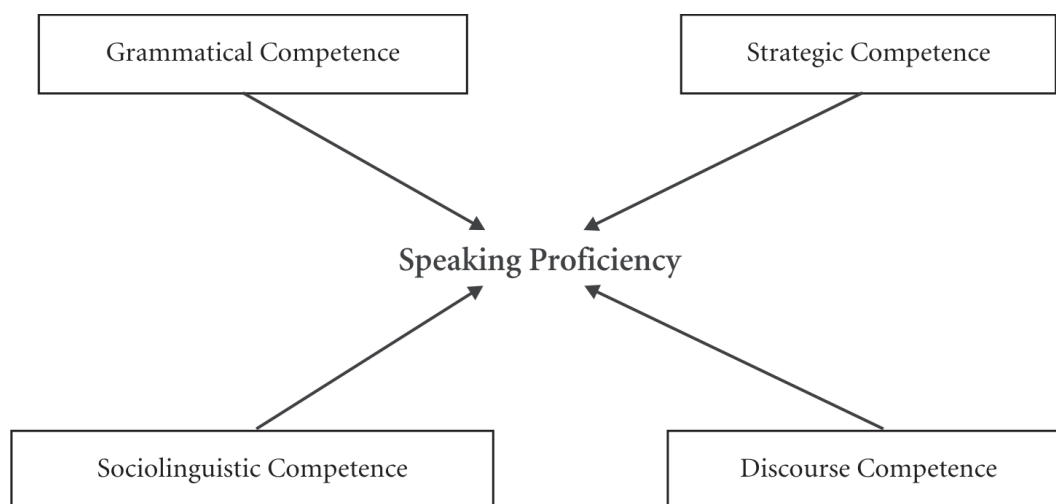 Grammatical Competence
Strategic Competence
Speaking Proficiency
Sociolinguistic Competence
Discourse Competence